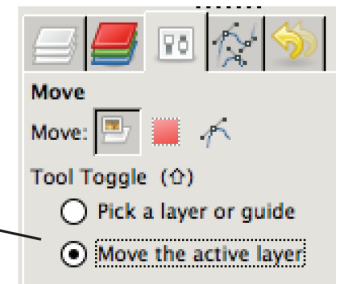 Move
Move:
Tool Toggle (⇧)
Pick a layer or guide
Move the active layer